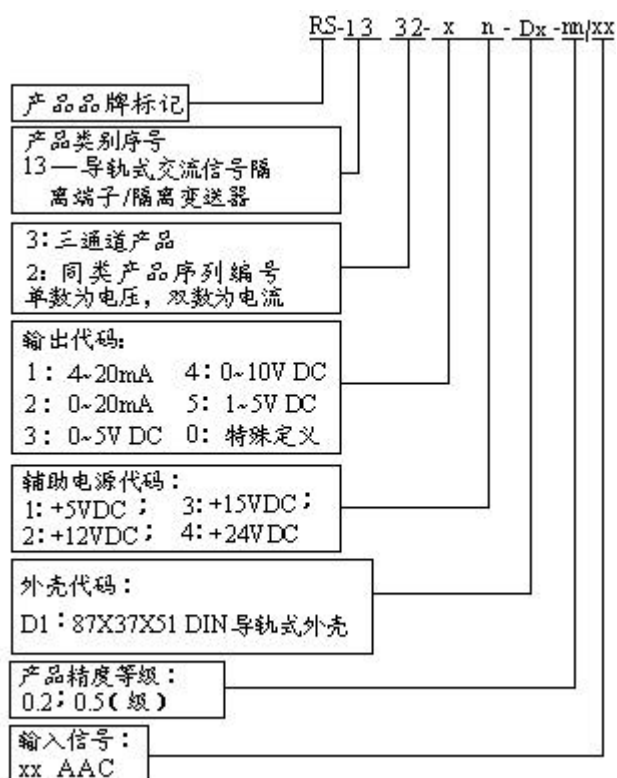 RS-13 32- x n - Dx -nn/xx
产品品牌标记
产品类别序号
13—导轨式交流信号隔
离端子/隔离变送器
3:三通道产品
2: 同类产品序列编号
单数为电压，双数为电流
输出代码:
1: 4~20mA 4:0~10V DC
2: 0~20mA 5: 1~5V DC
3: 0~5V DC 0: 特殊定义
辅助电源代码:
1:+5VDC; 3:+15VDC;
2:+12VDC; 4:+24VDC
外壳代码:
D1:87X37X51 DIN导轨式外壳
产品精度等级:
0.2;0.5(级)
输入信号:
xx AAC